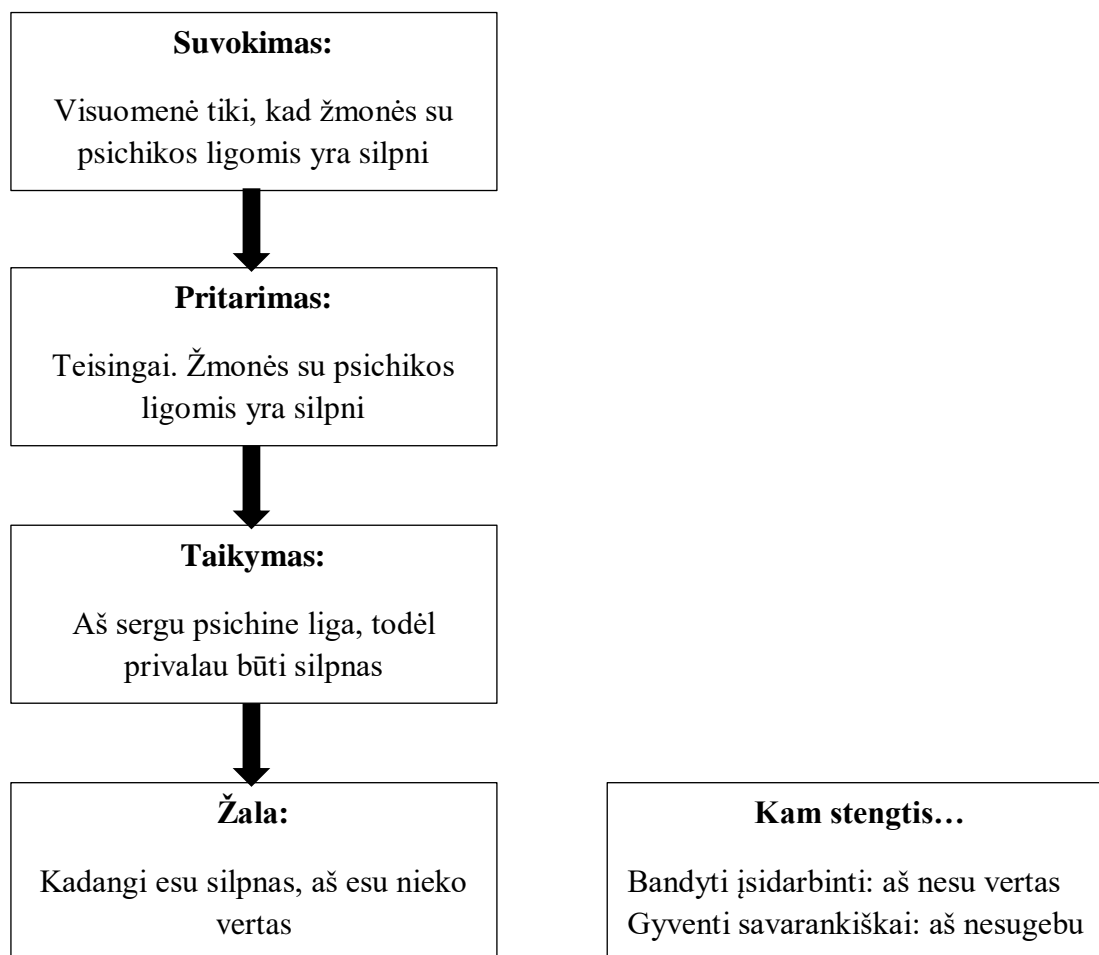 Suvokimas:
Visuomenė tiki, kad žmonės su
psichikos ligomis yra silpni
Pritarimas:
Teisingai. Žmonės su psichikos
ligomis yra silpni
Taikymas:
Aš sergu psichine liga, todėl
privalau būti silpnas
Žala:
Kadangi esu silpnas, aš esu nieko
vertas
Kam stengtis…
Bandyti įsidarbinti: aš nesu vertas
Gyventi savarankiškai: aš nesugebu